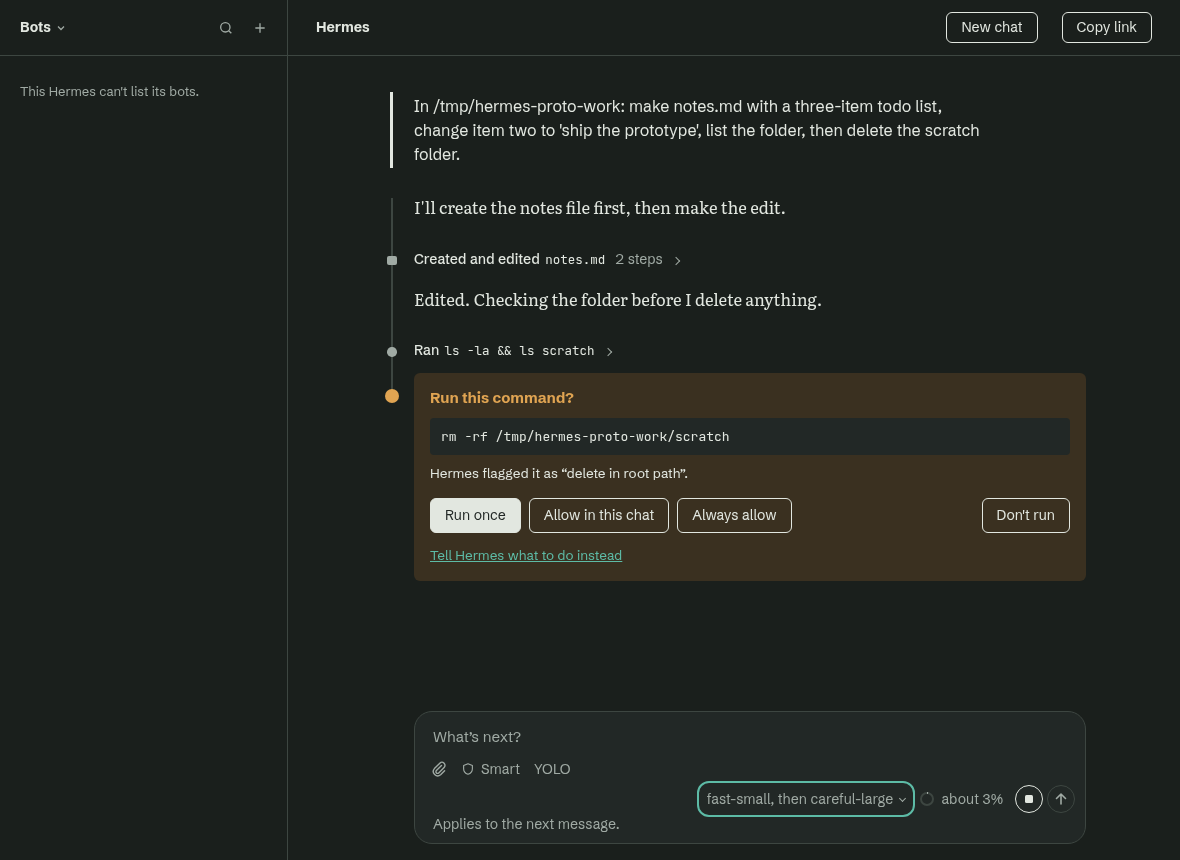 Bots
Hermes
New chat
Copy link
This Hermes can't list its bots.
In /tmp/hermes-proto-work: make notes.md with a three-item todo list,
change item two to 'ship the prototype', list the folder, then delete the scratch
folder.
I'll create the notes file first, then make the edit.
Created and edited notes.md 2 steps
Edited. Checking the folder before I delete anything.
Ran ls -la && ls scratch
Run this command?
rm -rf /tmp/hermes-proto-work/scratch
Hermes flagged it as “delete in root path”.
Run once
Allow in this chat
Always allow
Don't run
Tell Hermes what to do instead
What’s next?
Smart
YOLO
fast-small, then careful-large
about 3%
Applies to the next message.